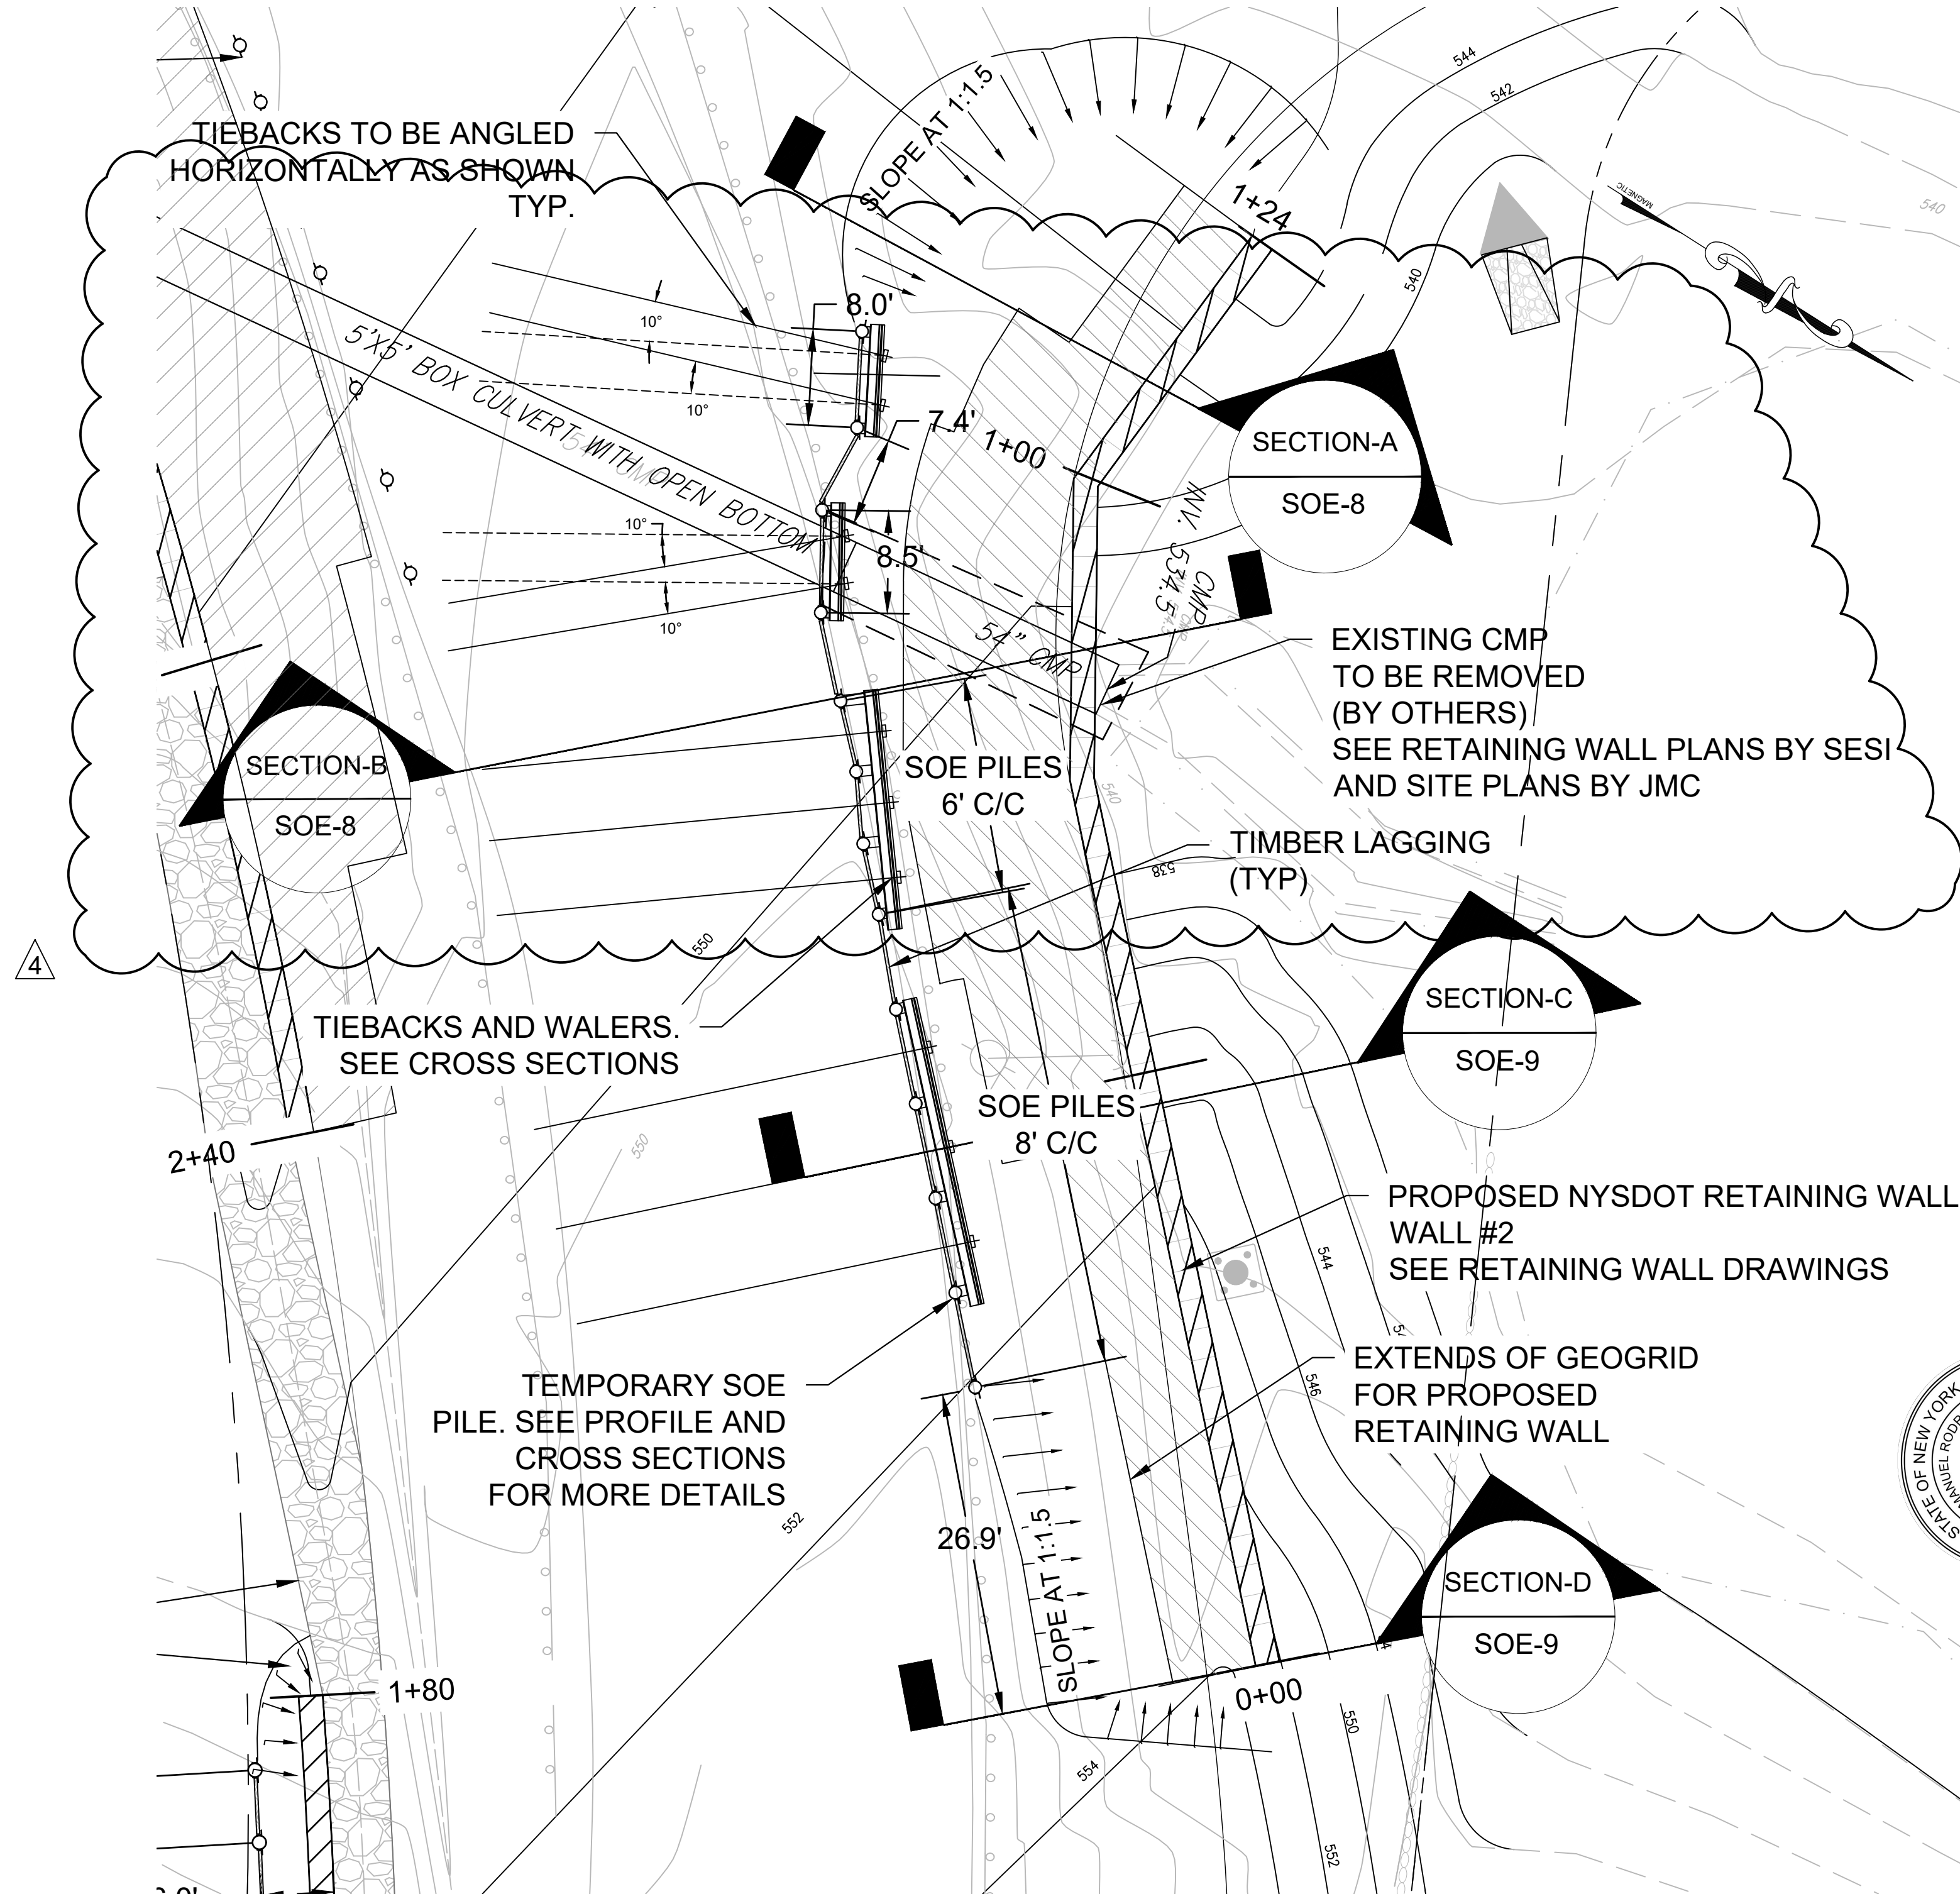 TIEBACKS TO BE ANGLED
HORIZONTALLY AS SHOWN
TYP.
SLOPE AT 1:1.5
544
542
1+24
MAGNETIC
540
540
8.0'
10°
10°
5'X5' BOX CULVERT WITH OPEN BOTTOM
7.4'
1+00
SECTION-A
SOE-8
INV. 534.5
CMP
10°
10°
8.5'
54" CMP
EXISTING CMP
TO BE REMOVED
(BY OTHERS)
SEE RETAINING WALL PLANS BY SESI
AND SITE PLANS BY JMC
SECTION-B
SOE-8
SOE PILES
6' C/C
540
TIMBER LAGGING
(TYP)
538
550
4
TIEBACKS AND WALERS.
SEE CROSS SECTIONS
SECTION-C
SOE-9
SOE PILES
8' C/C
550
2+40
PROPOSED NYSDOT RETAINING WALL
WALL #2
SEE RETAINING WALL DRAWINGS
544
546
EXTENDS OF GEOGRID
FOR PROPOSED
RETAINING WALL
TEMPORARY SOE
PILE. SEE PROFILE AND
CROSS SECTIONS
FOR MORE DETAILS
STATE OF NEW YORK
552
26.9'
SLOPE AT 1:1.5
SECTION-D
SOE-9
1+80
0+00
550
554
552